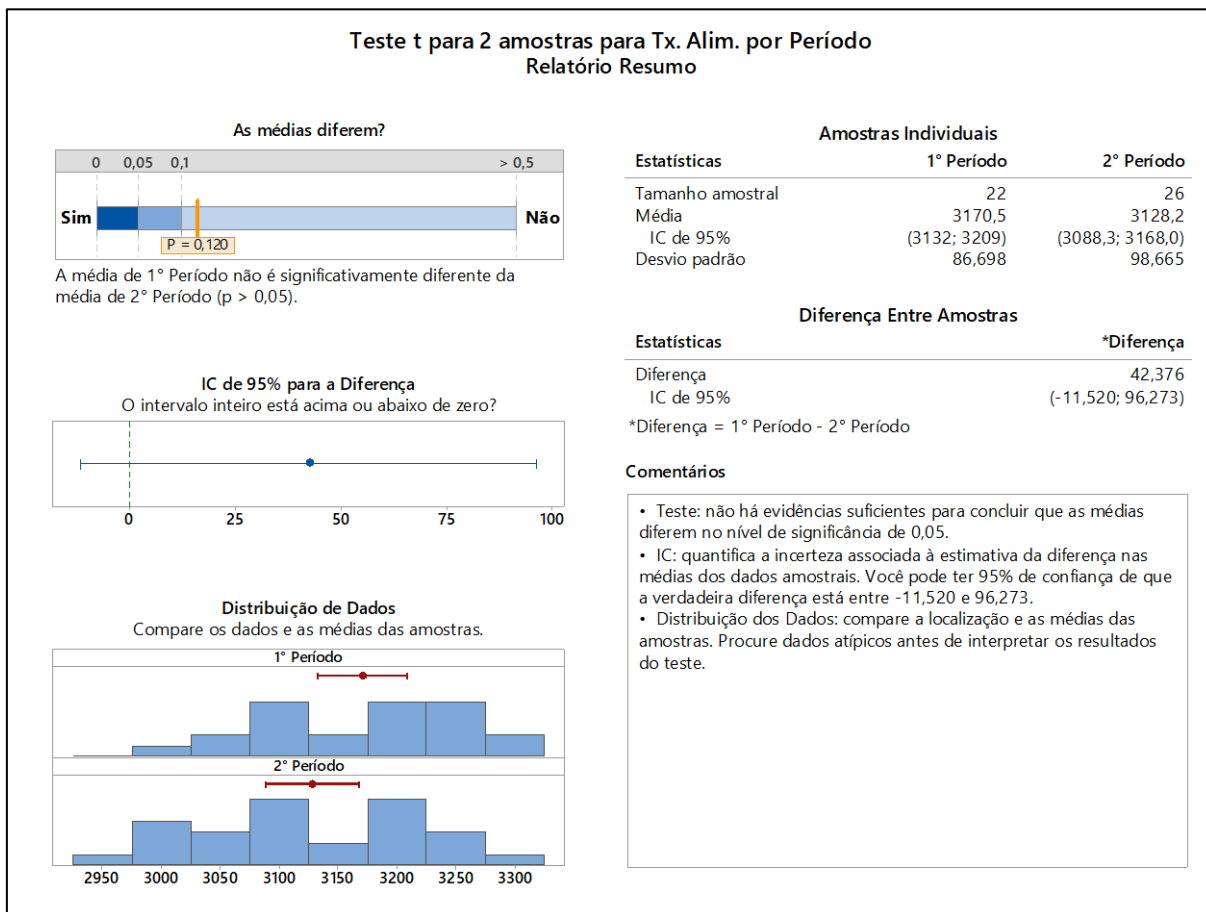 Teste t para 2 amostras para Tx. Alim. por Período
Relatório Resumo
As médias diferem?
0 0,05 0,1 > 0,5
Sim Não
P = 0,120
A média de 1° Período não é significativamente diferente da
média de 2° Período (p > 0,05).
IC de 95% para a Diferença
O intervalo inteiro está acima ou abaixo de zero?
0 25 50 75 100
Distribuição de Dados
Compare os dados e as médias das amostras.
1° Período
2° Período
2950 3000 3050 3100 3150 3200 3250 3300
Amostras Individuais
Estatísticas 1° Período 2° Período
Tamanho amostral 22 26
Média 3170,5 3128,2
IC de 95% (3132; 3209) (3088,3; 3168,0)
Desvio padrão 86,698 98,665
Diferença Entre Amostras
Estatísticas *Diferença
Diferença 42,376
IC de 95% (-11,520; 96,273)
*Diferença = 1° Período - 2° Período
Comentários
• Teste: não há evidências suficientes para concluir que as médias
diferem no nível de significância de 0,05.
• IC: quantifica a incerteza associada à estimativa da diferença nas
médias dos dados amostrais. Você pode ter 95% de confiança de que
a verdadeira diferença está entre -11,520 e 96,273.
• Distribuição dos Dados: compare a localização e as médias das
amostras. Procure dados atípicos antes de interpretar os resultados
do teste.